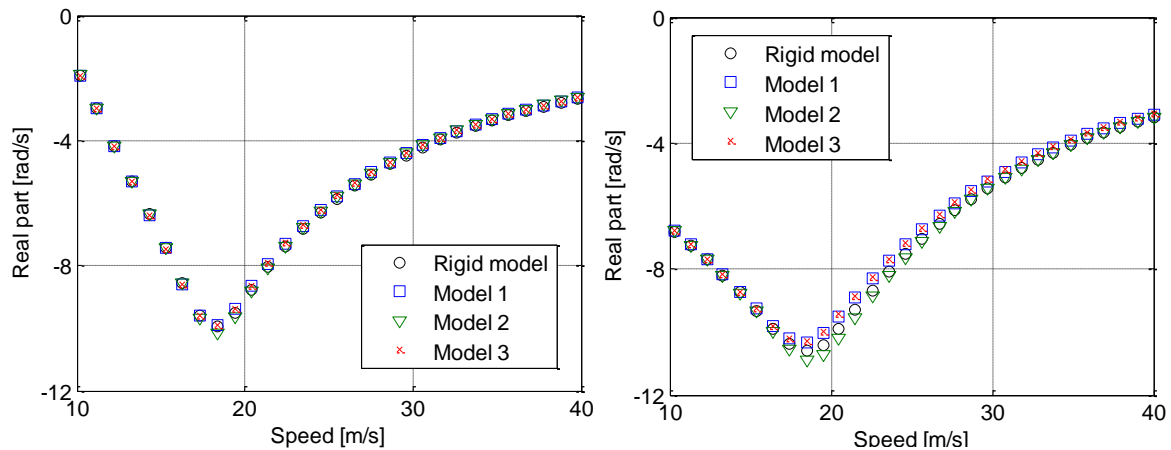 0
-4
-8
-12
Real part [rad/s]
Rigid model
Model 1
Model 2
Model 3
10
20
30
40
Speed [m/s]
0
-4
-8
-12
Real part [rad/s]
Rigid model
Model 1
Model 2
Model 3
10
20
30
40
Speed [m/s]